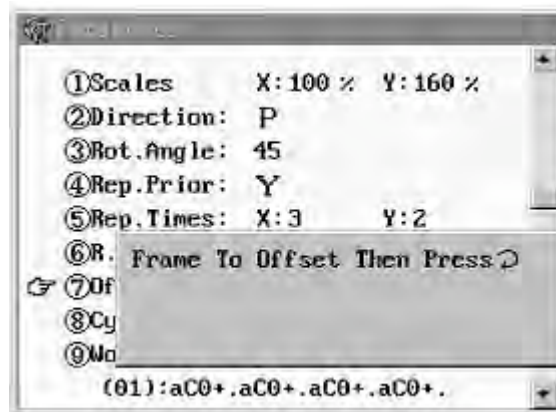 ①Scales X:100 % Y:160 %
②Direction: P
③Rot.Angle: 45
④Rep.Prior: Y
⑤Rep.Times: X:3 Y:2
⑥R.
Frame To Offset Then Press
⑦Of
⑧Cy
⑨Wo
(01):aC0+.aC0+.aC0+.aC0+.